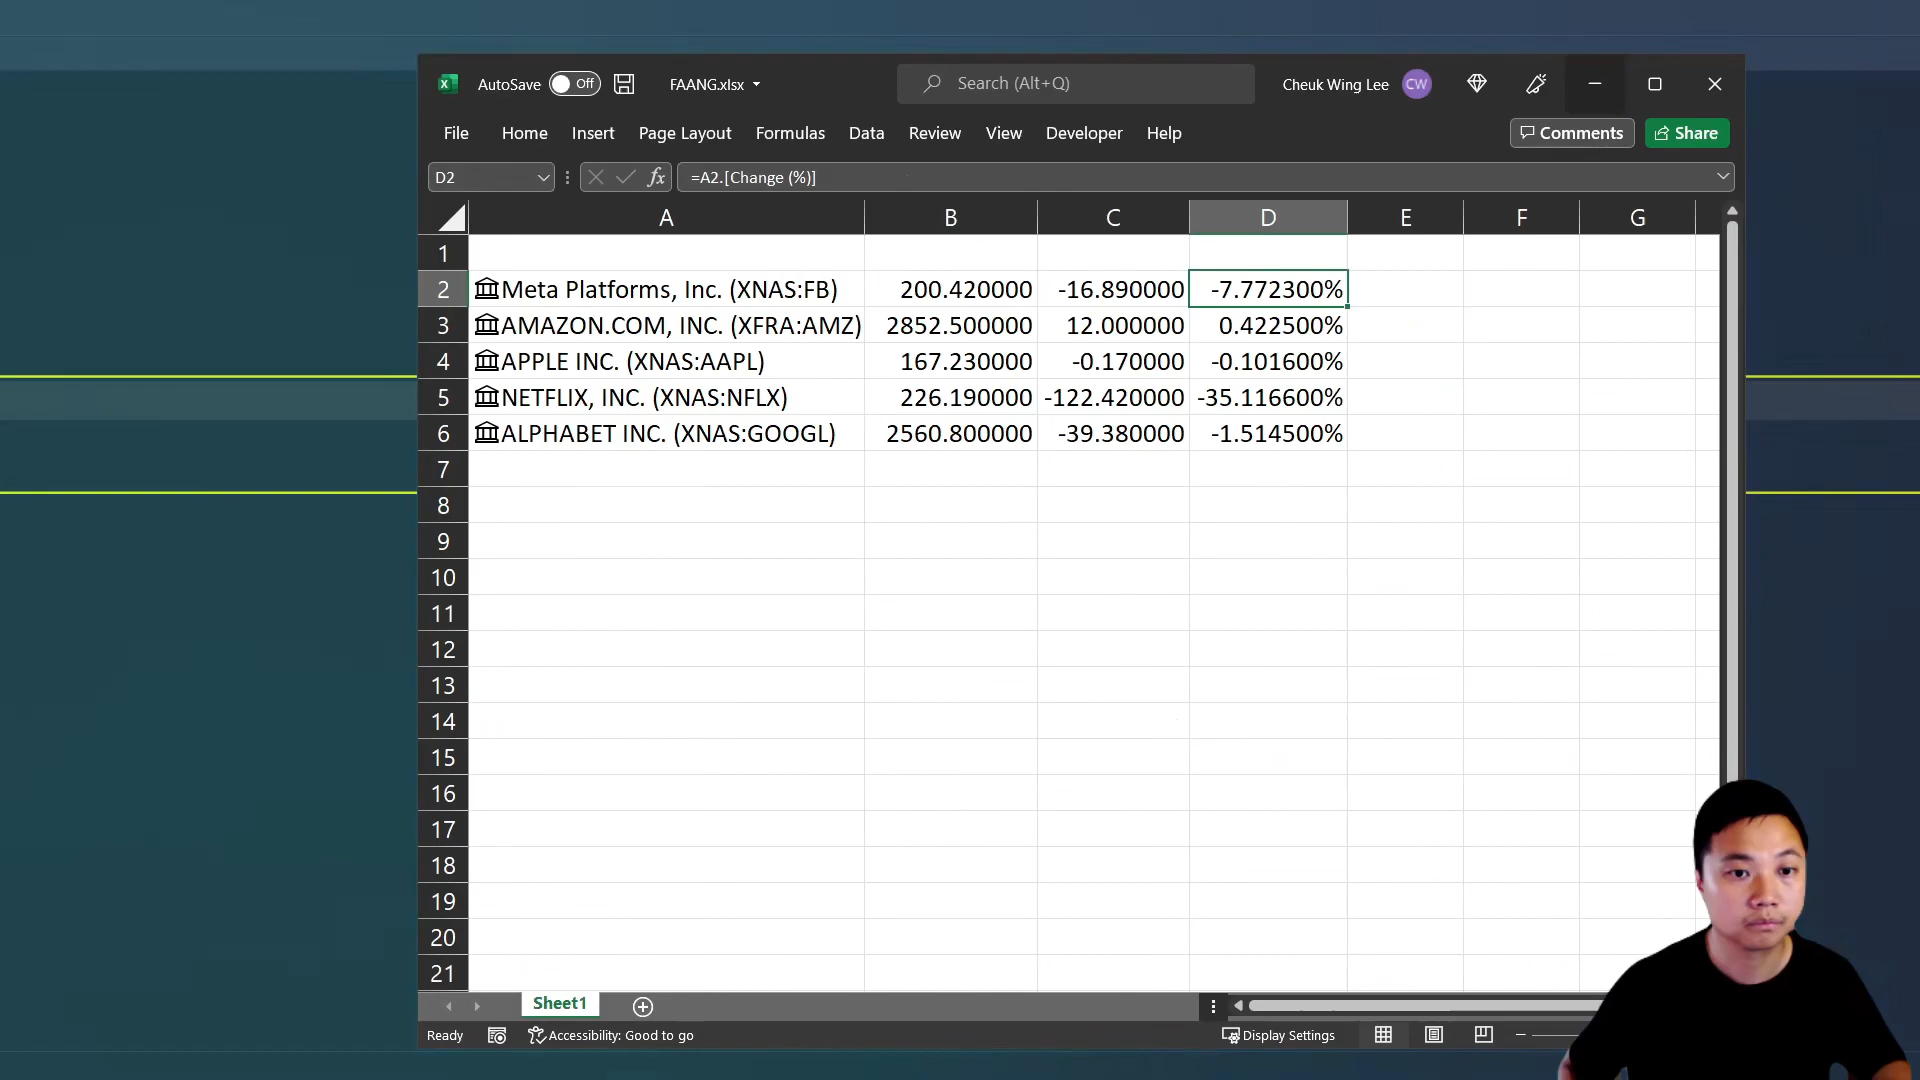 AutoSave Off FAANG.xlsx Search (Alt+Q) Cheuk Wing Lee CW
File Home Insert Page Layout Formulas Data Review View Developer Help Comments Share
D2 fx =A2.[Change (%)]
A B C D E F G
1
2 Meta Platforms, Inc. (XNAS:FB) 200.420000 -16.890000 -7.772300%
3 AMAZON.COM, INC. (XFRA:AMZ) 2852.500000 12.000000 0.422500%
4 APPLE INC. (XNAS:AAPL) 167.230000 -0.170000 -0.101600%
5 NETFLIX, INC. (XNAS:NFLX) 226.190000 -122.420000 -35.116600%
6 ALPHABET INC. (XNAS:GOOGL) 2560.800000 -39.380000 -1.514500%
7
8
9
10
11
12
13
14
15
16
17
18
19
20
21
Sheet1
Ready Accessibility: Good to go Display Settings